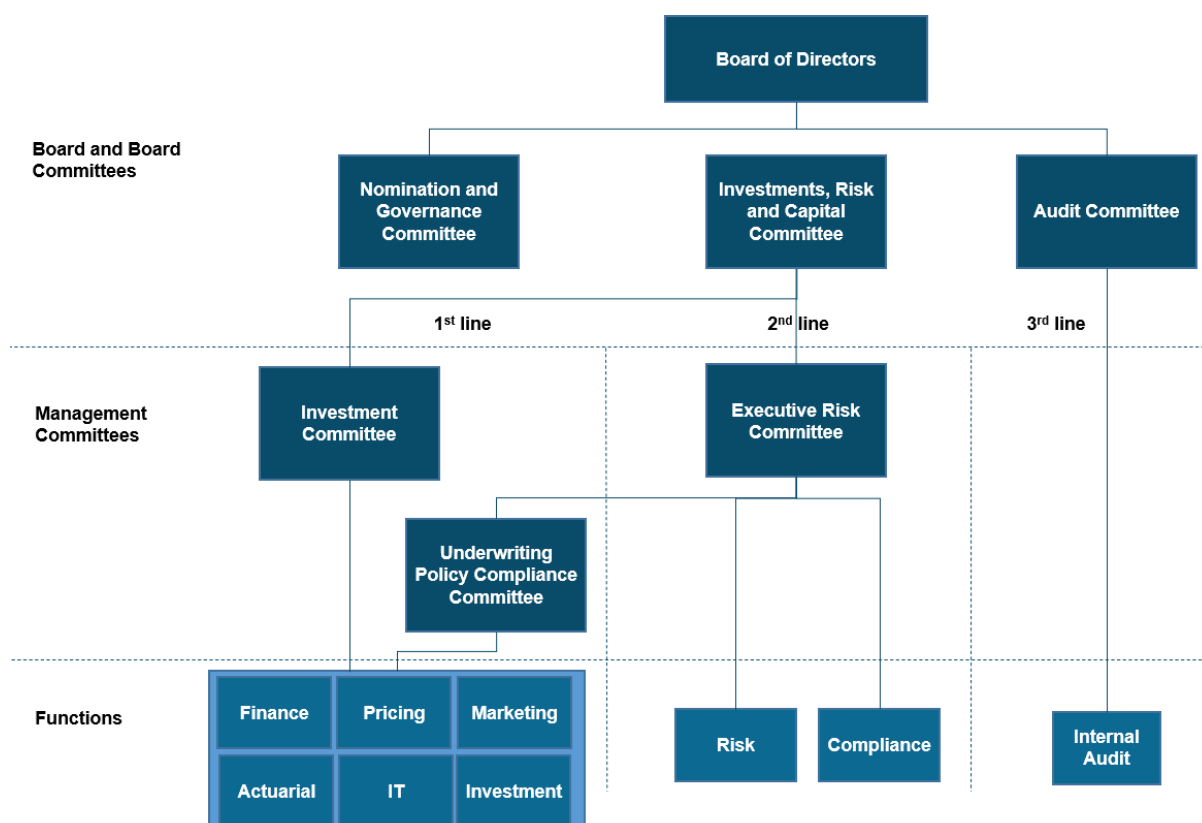 Board of Directors
Board and Board
Committees
Nomination and
Governance
Committee
Investments, Risk
and Capital
Committee
Audit Committee
1st line
2nd line
3rd line
Management
Committees
Investment
Committee
Executive Risk
Committee
Underwriting
Policy Compliance
Committee
Functions
Finance
Pricing
Marketing
Risk
Compliance
Internal
Audit
Actuarial
IT
Investment